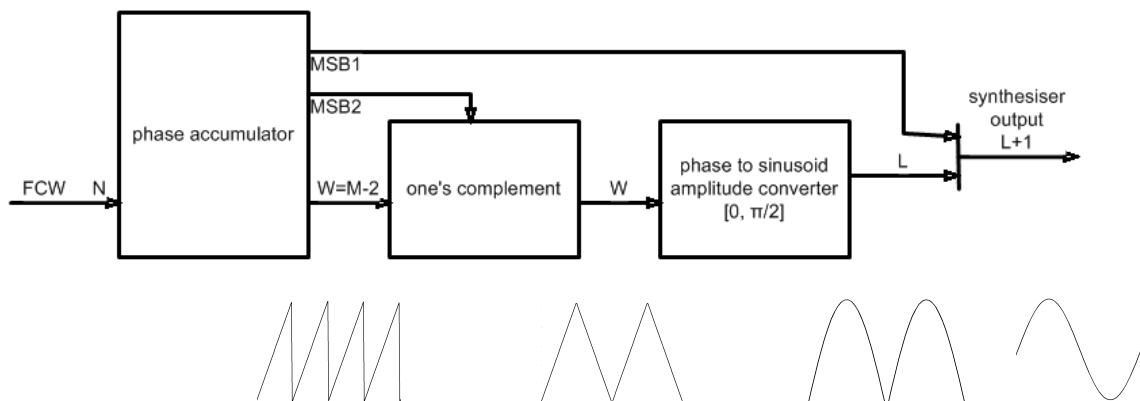 MSB1
MSB2
phase accumulator
FCW
N
W=M-2
one's complement
W
phase to sinusoid
amplitude converter
[0, π/2]
L
synthesiser
output
L+1